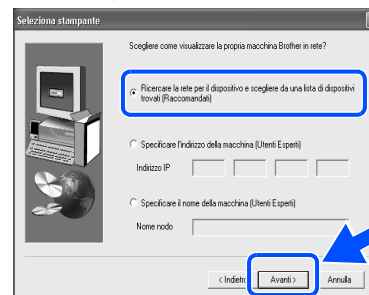 Seleziona stampante
Scegliere come visualizzare la propria macchina Brother in rete?
Ricercare la rete per il dispositivo e scegliere da una lista di dispositivi
trovati (Raccomandati)
Specificare l'indirizzo della macchina (Utenti Esperti)
Indirizzo IP
Specificare il nome della macchina (Utenti Esperti)
Nome nodo
< Indietro Avanti > Annulla